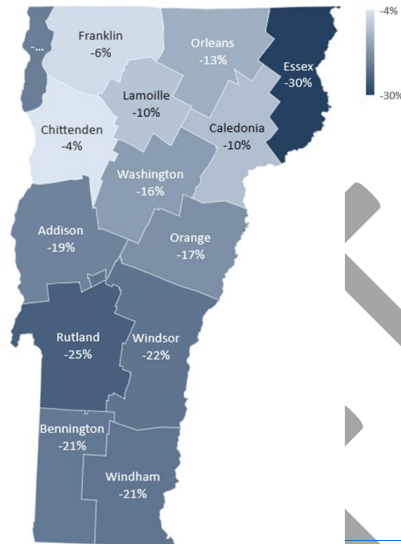 -4%
-30%
Franklin
-6%
Orleans
-13%
Essex
-30%
-...
Lamoille
-10%
Chittenden
-4%
Caledonia
-10%
Washington
-16%
Addison
-19%
Orange
-17%
Rutland
-25%
Windsor
-22%
Bennington
-21%
Windham
-21%